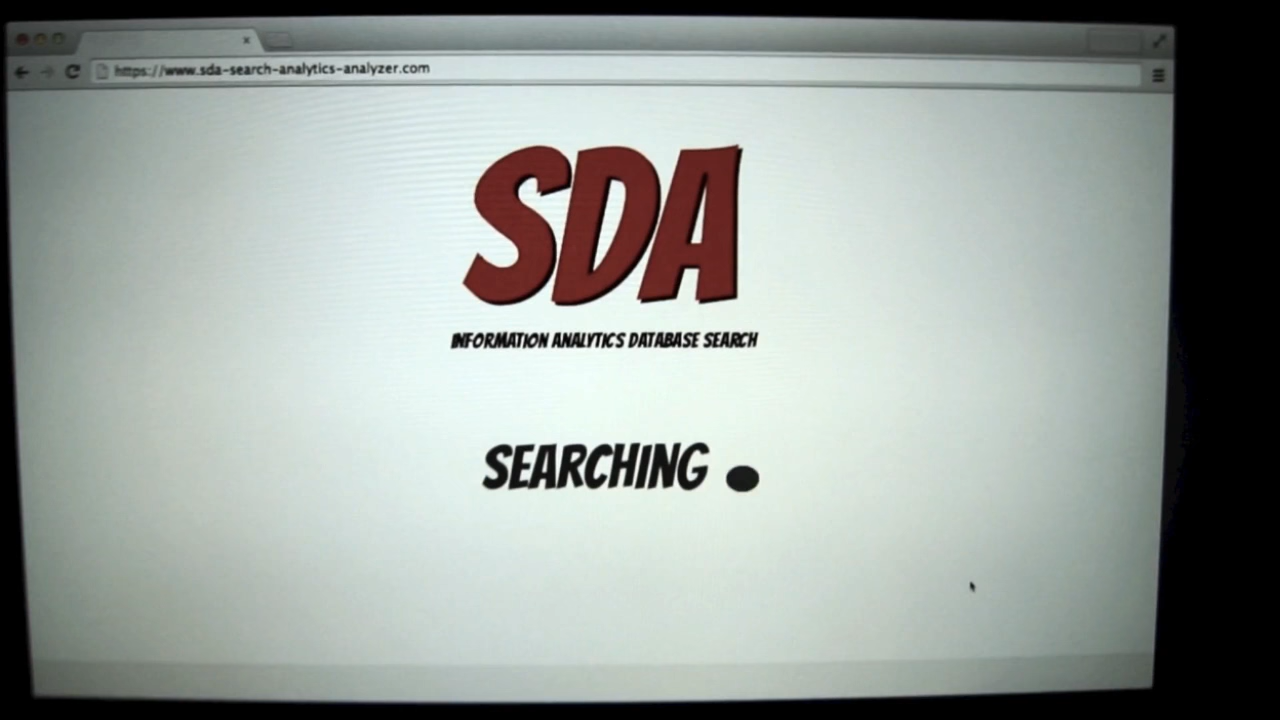 https://www.sda-search-analytics-analyzer.com
SDA
INFORMATION ANALYTICS DATABASE SEARCH
SEARCHING .